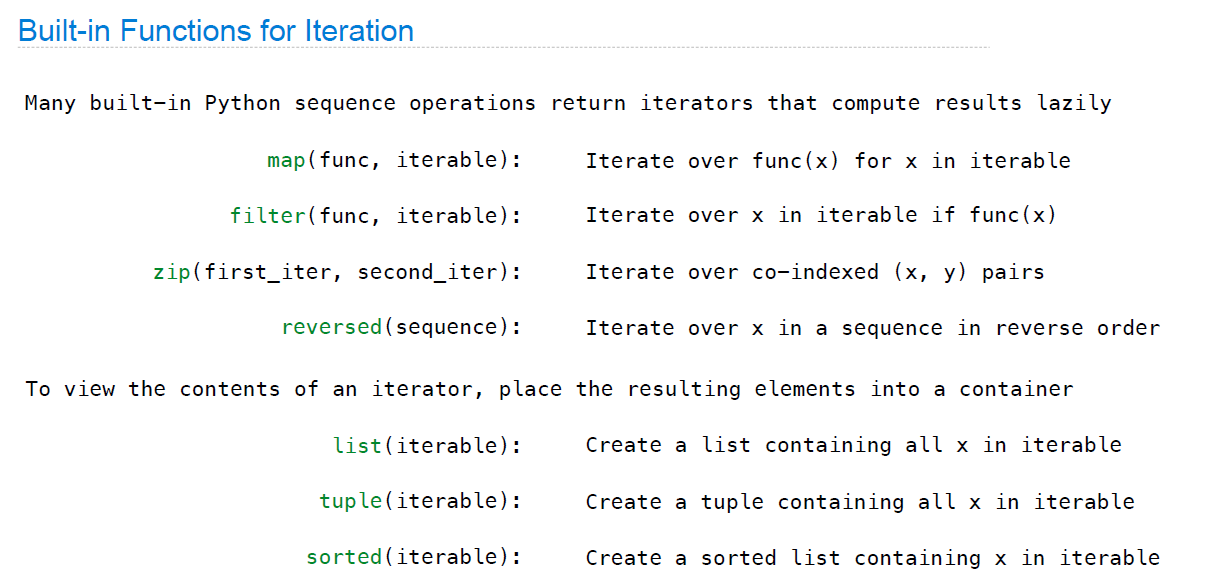 Built-in Functions for Iteration
Many built-in Python sequence operations return iterators that compute results lazily
map(func, iterable): Iterate over func(x) for x in iterable
filter(func, iterable): Iterate over x in iterable if func(x)
zip(first_iter, second_iter): Iterate over co-indexed (x, y) pairs
reversed(sequence): Iterate over x in a sequence in reverse order
To view the contents of an iterator, place the resulting elements into a container
list(iterable): Create a list containing all x in iterable
tuple(iterable): Create a tuple containing all x in iterable
sorted(iterable): Create a sorted list containing x in iterable